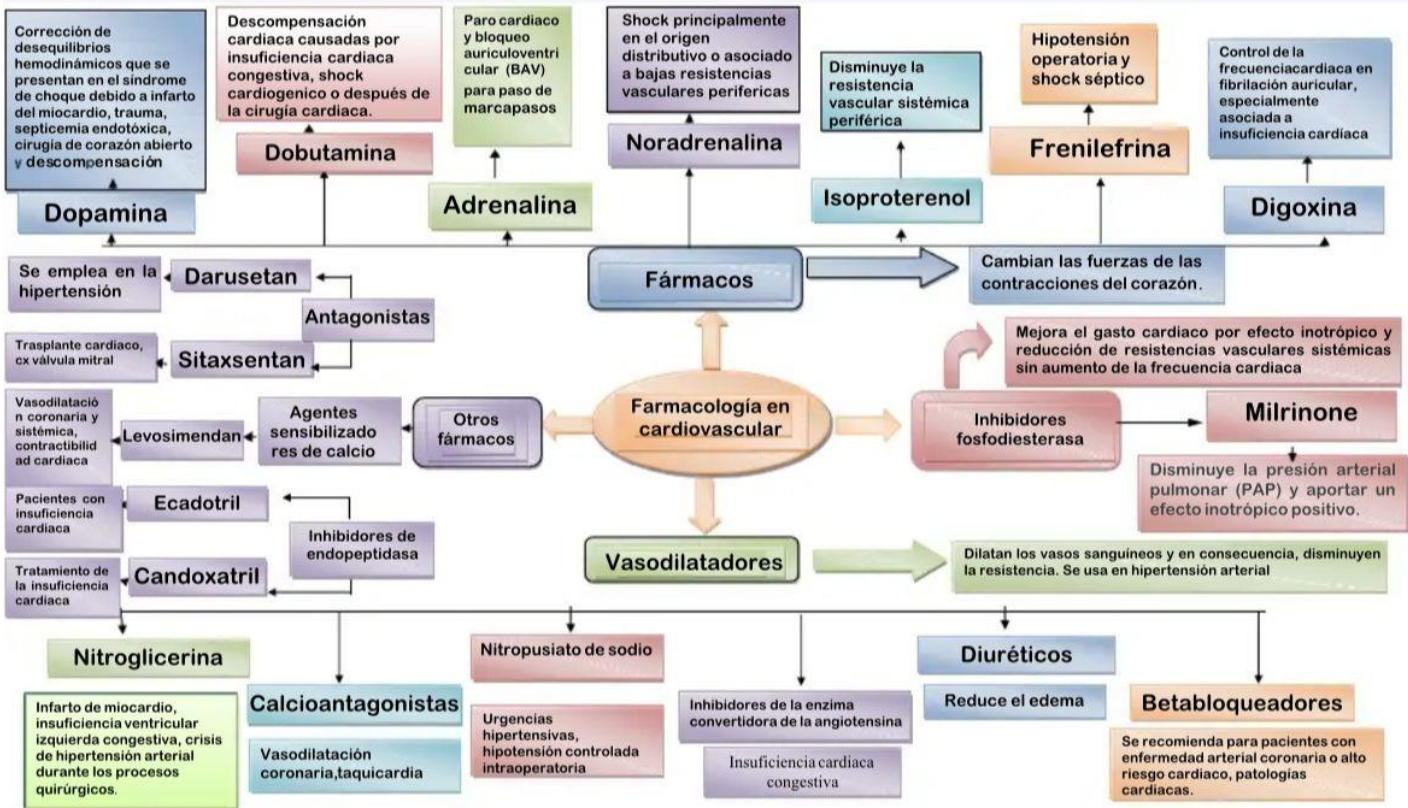 Corrección de
desequilibrios
hemodinámicos que se
presentan en el síndrome
de choque debido a infarto
del miocardio, trauma,
septicemia endotóxica,
cirugía de corazón abierto
y descompensación
Dopamina
Descompensación
cardiaca causadas por
insuficiencia cardiaca
congestiva, shock
cardiogenico o después de
la cirugía cardiaca.
Dobutamina
Paro cardiaco
y bloqueo
auriculoventri
cular (BAV)
para paso de
marcapasos
Adrenalina
Shock principalmente
en el origen
distributivo o asociado
a bajas resistencias
vasculares perifericas
Noradrenalina
Disminuye la
resistencia
vascular sistémica
periférica
Isoproterenol
Hipotensión
operatoria y
shock séptico
Frenilefrina
Control de la
frecuenciacardiaca en
fibrilación auricular,
especialmente
asociada a
insuficiencia cardíaca
Digoxina
Fármacos
Cambian las fuerzas de las
contracciones del corazón.
Se emplea en la
hipertensión
Darusetan
Antagonistas
Trasplante cardiaco,
cx válvula mitral
Sitaxsentan
Vasodilatació
n coronaria y
sistémica,
contractibilid
ad cardiaca
Levosimendan
Agentes
sensibilizado
res de calcio
Otros
fármacos
Farmacología en
cardiovascular
Mejora el gasto cardiaco por efecto inotrópico y
reducción de resistencias vasculares sistémicas
sin aumento de la frecuencia cardiaca
Inhibidores
fosfodiesterasa
Milrinone
Disminuye la presión arterial
pulmonar (PAP) y aportar un
efecto inotrópico positivo.
Pacientes con
insuficiencia
cardiaca
Ecadotril
Inhibidores de
endopeptidasa
Tratamiento de
la insuficiencia
cardiaca
Candoxatril
Vasodilatadores
Dilatan los vasos sanguíneos y en consecuencia, disminuyen
la resistencia. Se usa en hipertensión arterial
Nitroglicerina
Infarto de miocardio,
insuficiencia ventricular
izquierda congestiva, crisis
de hipertensión arterial
durante los procesos
quirúrgicos.
Calcioantagonistas
Vasodilatación
coronaria,taquicardia
Nitropusiato de sodio
Urgencias
hipertensivas,
hipotensión controlada
intraoperatoria
Inhibidores de la enzima
convertidora de la angiotensina
Insuficiencia cardiaca
congestiva
Diuréticos
Reduce el edema
Betabloqueadores
Se recomienda para pacientes con
enfermedad arterial coronaria o alto
riesgo cardiaco, patologías
cardiacas.